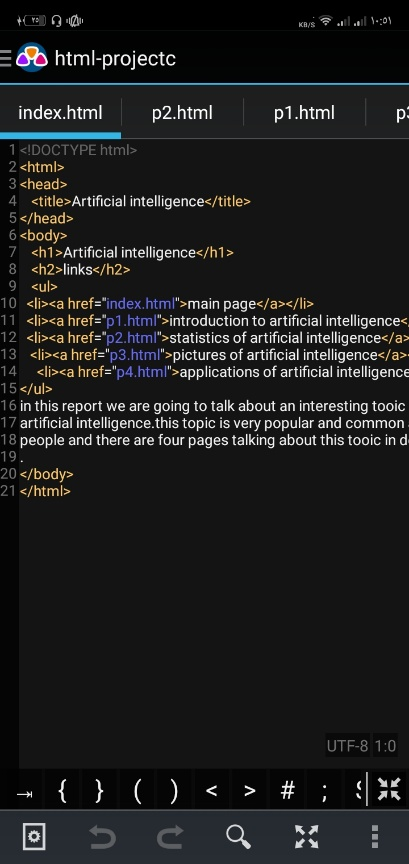 ٢٥
KB/S
١٠:٥١
html-projectc
index.html p2.html p1.html p3
1 <!DOCTYPE html>
2 <html>
3 <head>
4 <title>Artificial intelligence</title>
5 </head>
6 <body>
7 <h1>Artificial intelligence</h1>
8 <h2>links</h2>
9 <ul>
10 <li><a href="index.html">main page</a></li>
11 <li><a href="p1.html">introduction to artificial intelligence<
12 <li><a href="p2.html">statistics of artificial intelligence</a>
13 <li><a href="p3.html">pictures of artificial intelligence</a>
14 <li><a href="p4.html">applications of artificial intelligence
15 </ul>
16 in this report we are going to talk about an interesting tooic
17 artificial intelligence.this topic is very popular and common
18 people and there are four pages talking about this tooic in d
19 .
20 </body>
21 </html>
UTF-8 1:0
→ { } ( ) < > # ; $